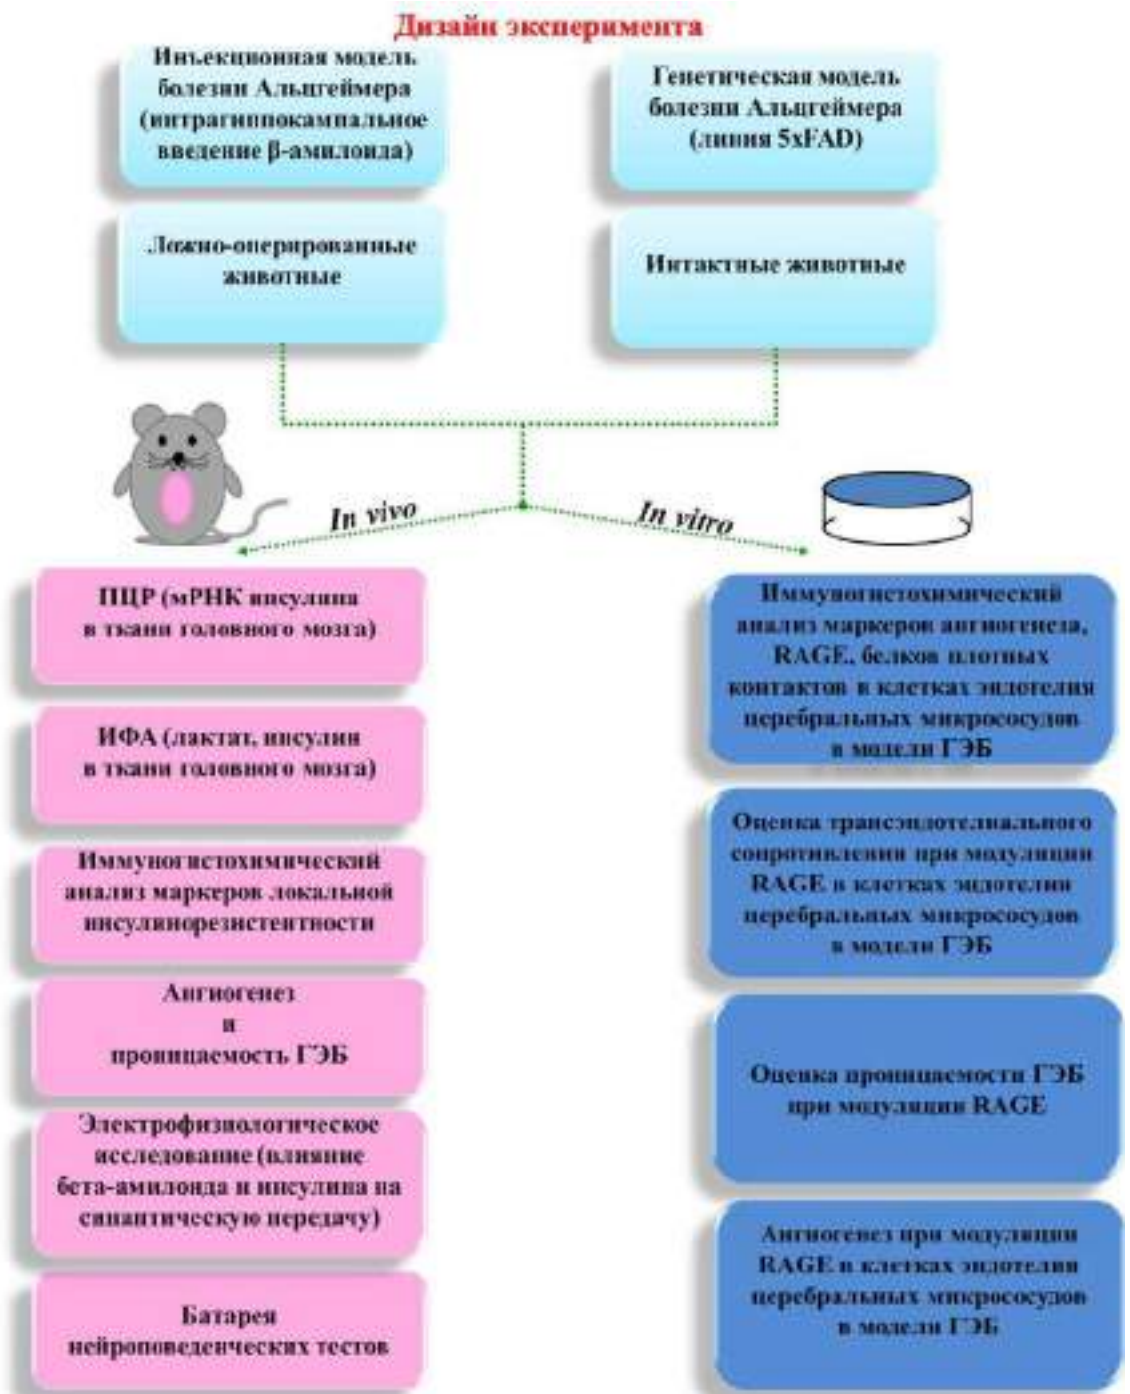 Дизайн эксперимента
Инъекционная модель
болезни Альцгеймера
(интрагиппокампальное
введение β-амилоида)
Генетическая модель
болезни Альцгеймера
(линия 5xFAD)
Ложно-оперированные
животные
Интактные животные
In vivo
In vitro
ПЦР (мРНК инсулина
в ткани головного мозга)
ИФА (лактат, инсулин
в ткани головного мозга)
Иммуногистохимический
анализ маркеров локальной
инсулинорезистентности
Ангиогенез
и
проницаемость ГЭБ
Электрофизиологическое
исследование (влияние
бета-амилоида и инсулина на
синаптическую передачу)
Батарея
нейроповеденческих тестов
Иммуногистохимический
анализ маркеров ангиогенеза,
RAGE, белков плотных
контактов в клетках эндотелия
церебральных микрососудов
в модели ГЭБ
Оценка трансэндотелиального
сопротивления при модуляции
RAGE в клетках эндотелия
церебральных микрососудов
в модели ГЭБ
Оценка проницаемости ГЭБ
при модуляции RAGE
Ангиогенез при модуляции
RAGE в клетках эндотелия
церебральных микрососудов
в модели ГЭБ